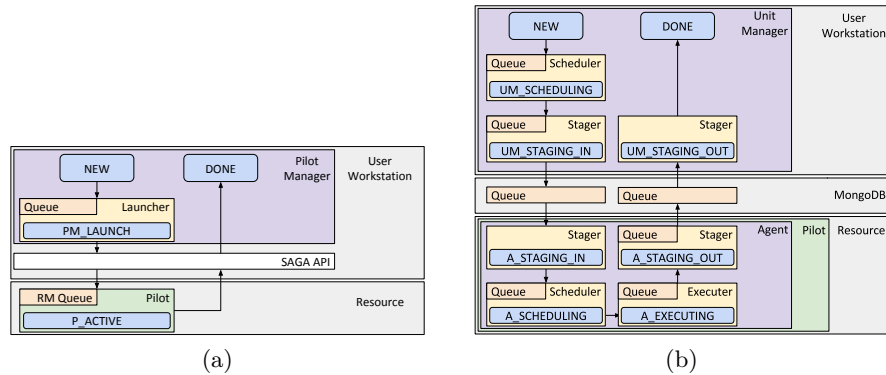 NEW
DONE
Pilot
Manager
User
Workstation
Queue
Launcher
PM_LAUNCH
SAGA API
RM Queue
Pilot
Resource
P_ACTIVE
(a)
NEW
DONE
Unit
Manager
User
Workstation
Queue
Scheduler
UM_SCHEDULING
Queue
Stager
Stager
UM_STAGING_IN
UM_STAGING_OUT
Queue
Queue
MongoDB
Stager
Queue
Stager
Agent
Pilot
Resource
A_STAGING_IN
A_STAGING_OUT
Queue
Scheduler
Queue
Executer
A_SCHEDULING
A_EXECUTING
(b)